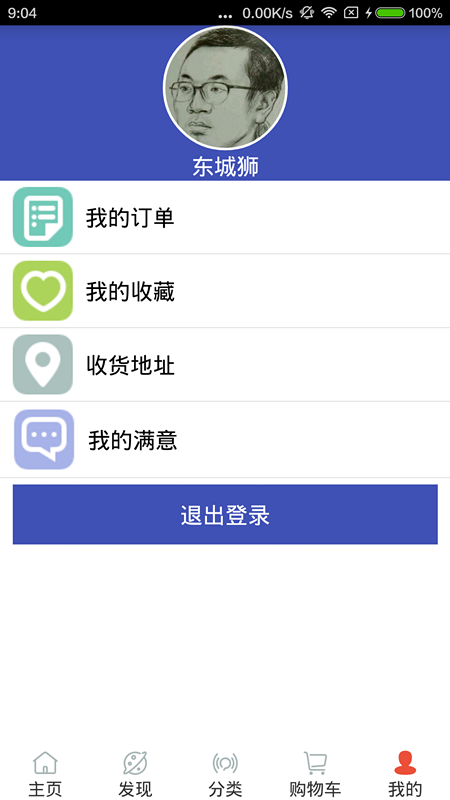 9:04 ... 0.00K/s 100%
东城狮
我的订单
我的收藏
收货地址
我的满意
退出登录
主页 发现 分类 购物车 我的